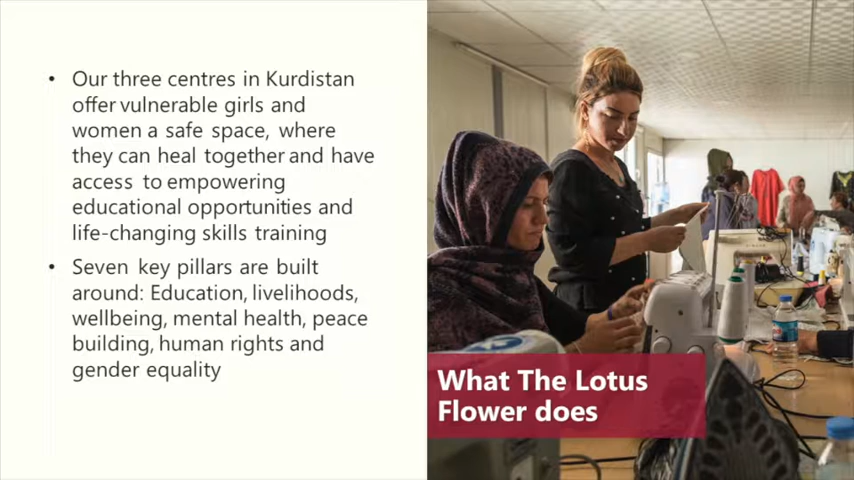 • Our three centres in Kurdistan
offer vulnerable girls and
women a safe space, where
they can heal together and have
access to empowering
educational opportunities and
life-changing skills training
• Seven key pillars are built
around: Education, livelihoods,
wellbeing, mental health, peace
building, human rights and
gender equality
What The Lotus
Flower does